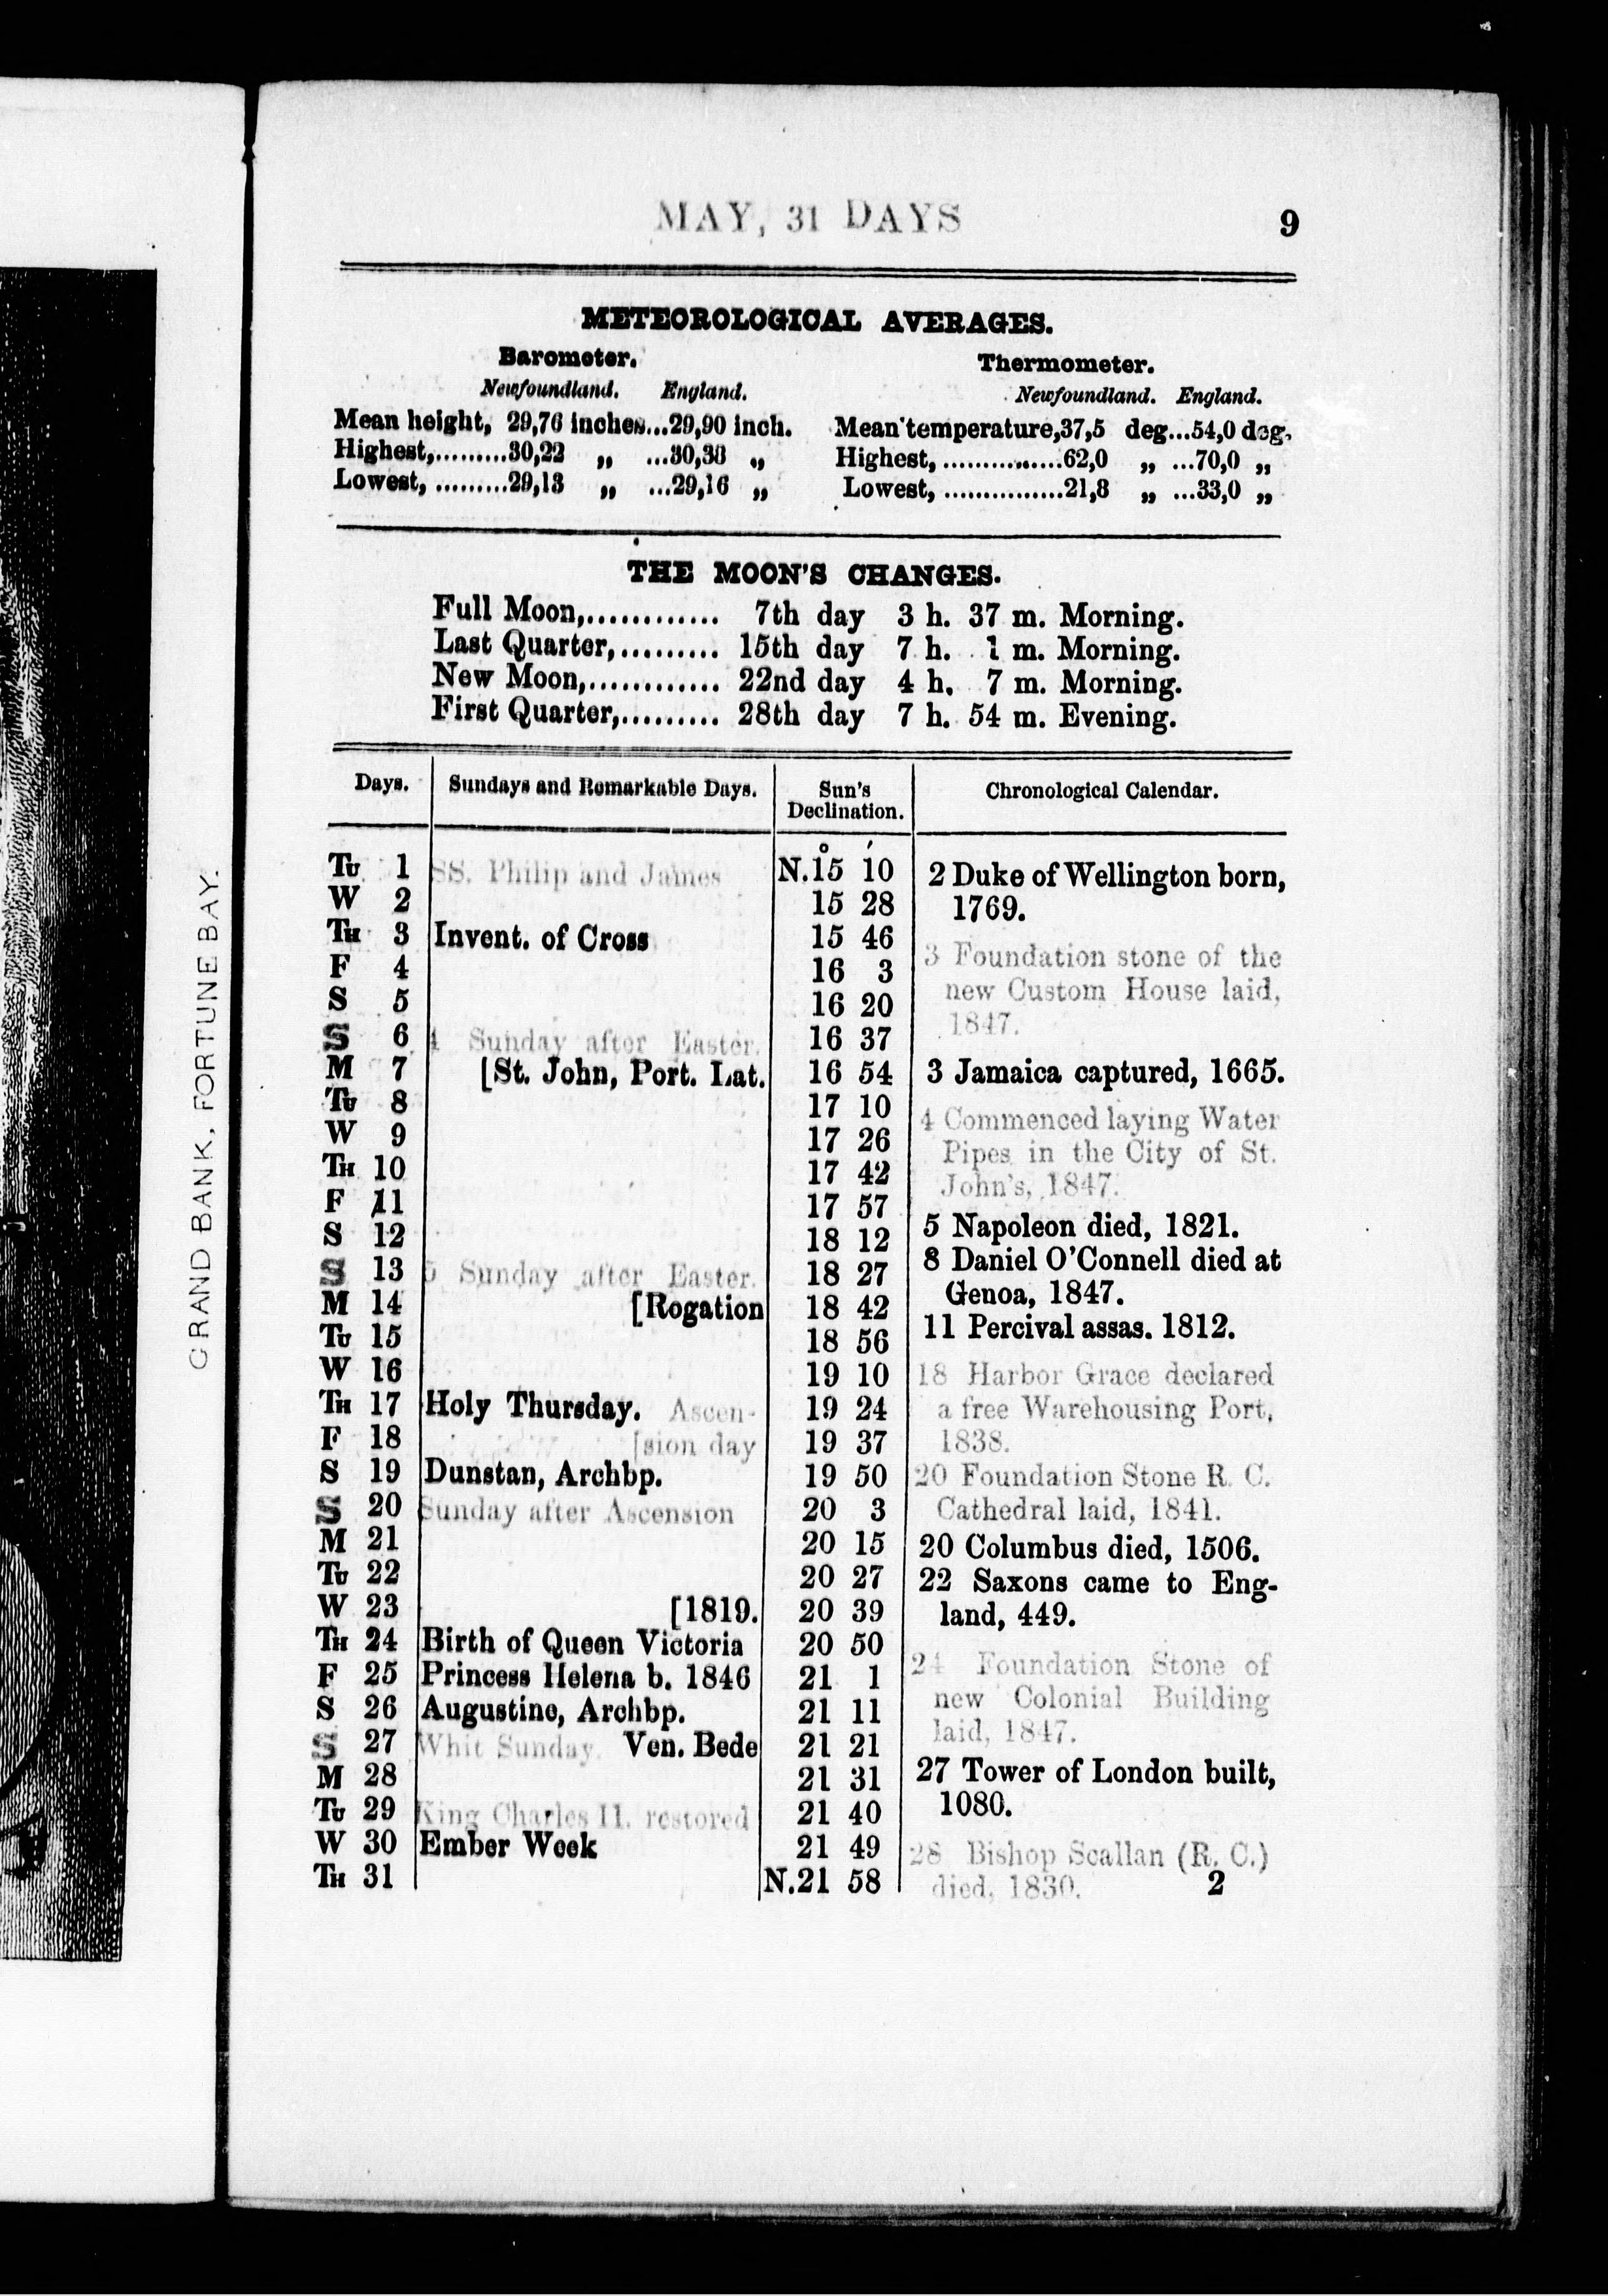 GRAND BANK, FORTUNE BAY.
MAY, 31 DAYS 9
METEOROLOGICAL AVERAGES.
Barometer. Thermometer.
Newfoundland. England. Newfoundland. England.
Mean height, 29,76 inches...29,90 inch. Mean temperature,37,5 deg...54,0 deg.
Highest,.........30,22 „ ...30,38 „ Highest, ................62,0 „ ...70,0 „
Lowest, .........29,13 „ ...29,16 „ Lowest, ...............21,8 „ ...33,0 „
THE MOON'S CHANGES.
Full Moon,............ 7th day 3 h. 37 m. Morning.
Last Quarter,......... 15th day 7 h. 1 m. Morning.
New Moon,............ 22nd day 4 h. 7 m. Morning.
First Quarter,......... 28th day 7 h. 54 m. Evening.
Days. Sundays and Remarkable Days. Sun's Declination. Chronological Calendar.
° ′
TU 1 SS. Philip and James N.15 10
W 2 15 28
TH 3 Invent. of Cross 15 46
F 4 16 3
S 5 16 20
S 6 4 Sunday after Easter. 16 37
M 7 [St. John, Port. Lat. 16 54
TU 8 17 10
W 9 17 26
TH 10 17 42
F 11 17 57
S 12 18 12
S 13 5 Sunday after Easter. 18 27
M 14 [Rogation 18 42
TU 15 18 56
W 16 19 10
TH 17 Holy Thursday. Ascen- 19 24
F 18 [sion day 19 37
S 19 Dunstan, Archbp. 19 50
S 20 Sunday after Ascension 20 3
M 21 20 15
TU 22 20 27
W 23 [1819. 20 39
TH 24 Birth of Queen Victoria 20 50
F 25 Princess Helena b. 1846 21 1
S 26 Augustine, Archbp. 21 11
S 27 Whit Sunday. Ven. Bede 21 21
M 28 21 31
TU 29 King Charles II. restored 21 40
W 30 Ember Week 21 49
TH 31 N.21 58
2 Duke of Wellington born,
1769.
3 Foundation stone of the
new Custom House laid,
1847.
3 Jamaica captured, 1665.
4 Commenced laying Water
Pipes in the City of St.
John's, 1847.
5 Napoleon died, 1821.
8 Daniel O'Connell died at
Genoa, 1847.
11 Percival assas. 1812.
18 Harbor Grace declared
a free Warehousing Port,
1838.
20 Foundation Stone R. C.
Cathedral laid, 1841.
20 Columbus died, 1506.
22 Saxons came to Eng-
land, 449.
24 Foundation Stone of
new Colonial Building
laid, 1847.
27 Tower of London built,
1080.
28 Bishop Scallan (R. C.)
died, 1830.
2